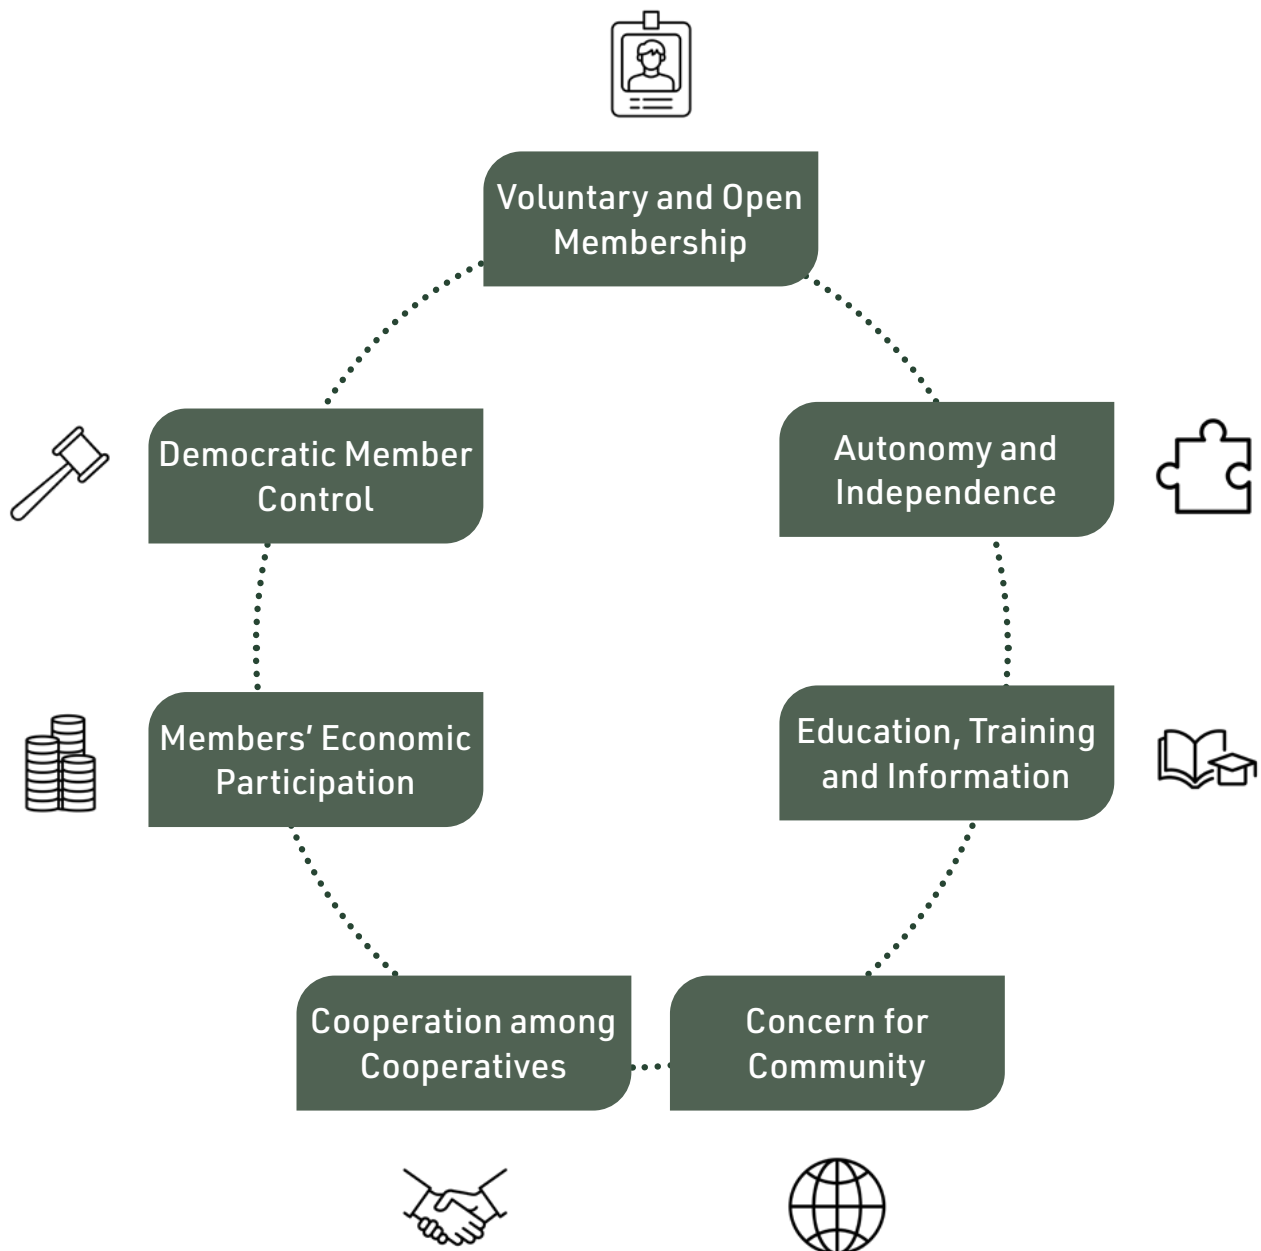 Voluntary and Open
Membership
Democratic Member
Control
Autonomy and
Independence
Members’ Economic
Participation
Education, Training
and Information
Cooperation among
Cooperatives
Concern for
Community